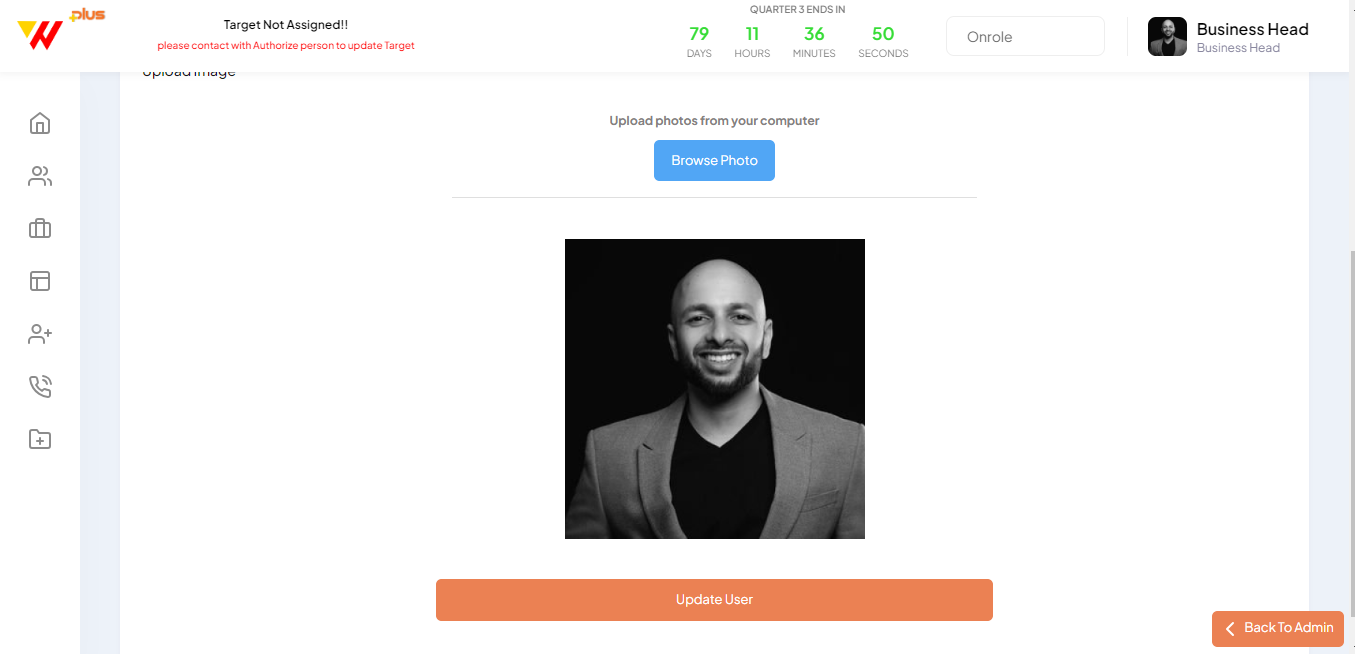 plus
Target Not Assigned!!
please contact with Authorize person to update Target
QUARTER 3 ENDS IN
79 11 36 50
DAYS HOURS MINUTES SECONDS
Onrole
Business Head
Business Head
Upload Image
Upload photos from your computer
Browse Photo
Update User
Back To Admin